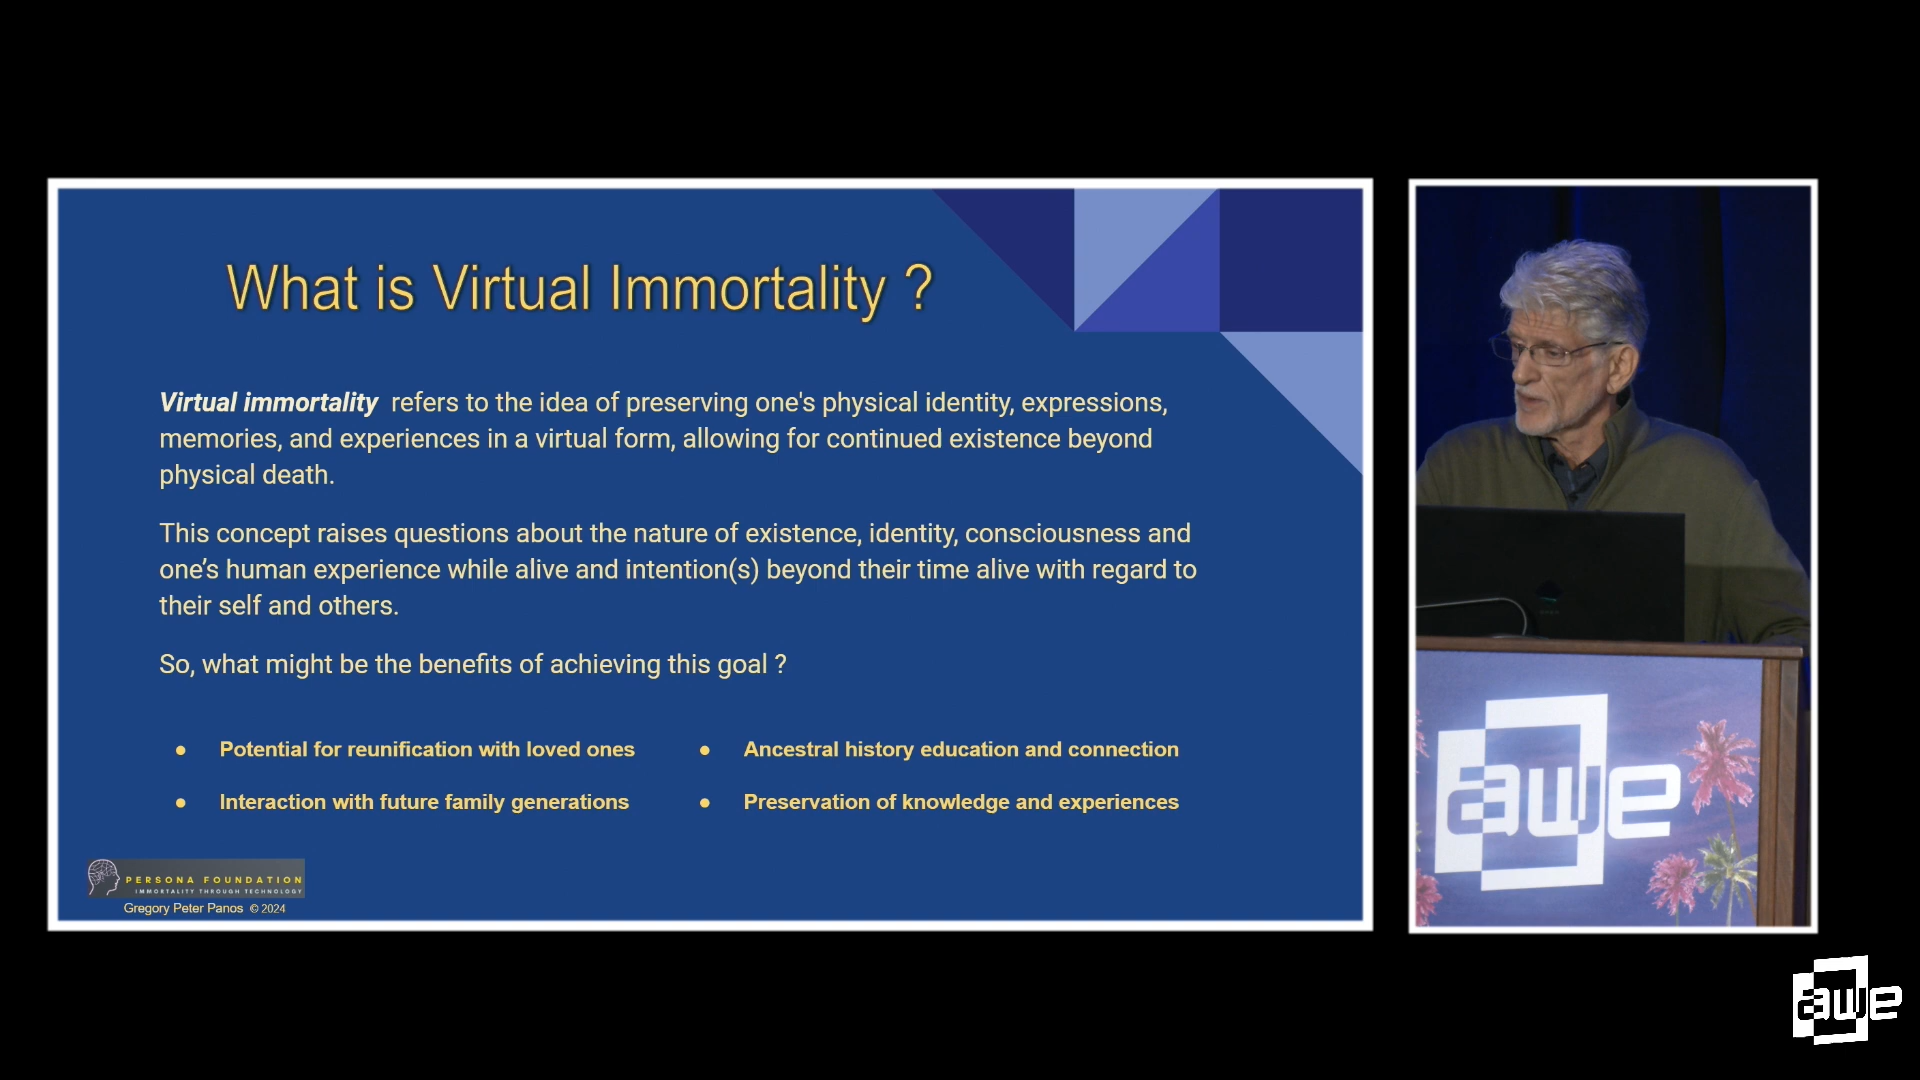 What is Virtual Immortality ?
Virtual immortality refers to the idea of preserving one's physical identity, expressions,
memories, and experiences in a virtual form, allowing for continued existence beyond
physical death.
This concept raises questions about the nature of existence, identity, consciousness and
one’s human experience while alive and intention(s) beyond their time alive with regard to
their self and others.
So, what might be the benefits of achieving this goal ?
● Potential for reunification with loved ones
● Interaction with future family generations
● Ancestral history education and connection
● Preservation of knowledge and experiences
PERSONA FOUNDATION
IMMORTALITY THROUGH TECHNOLOGY
Gregory Peter Panos © 2024
awe
awe